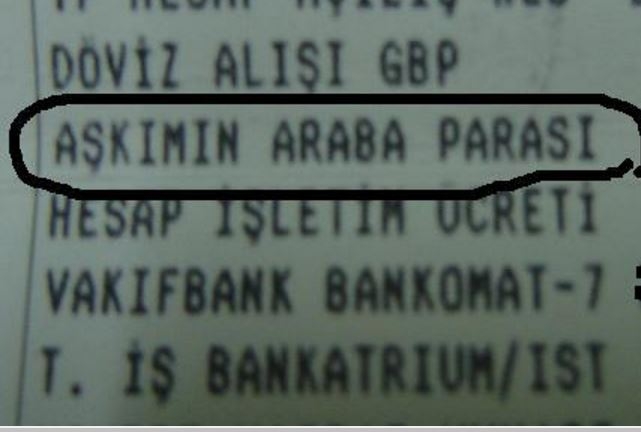 DÖVİZ ALIŞI GBP
AŞKIMIN ARABA PARASI
HESAP İŞLETİM ÜCRETİ
VAKIFBANK BANKOMAT-7
T. İŞ BANKATRIUM/IST